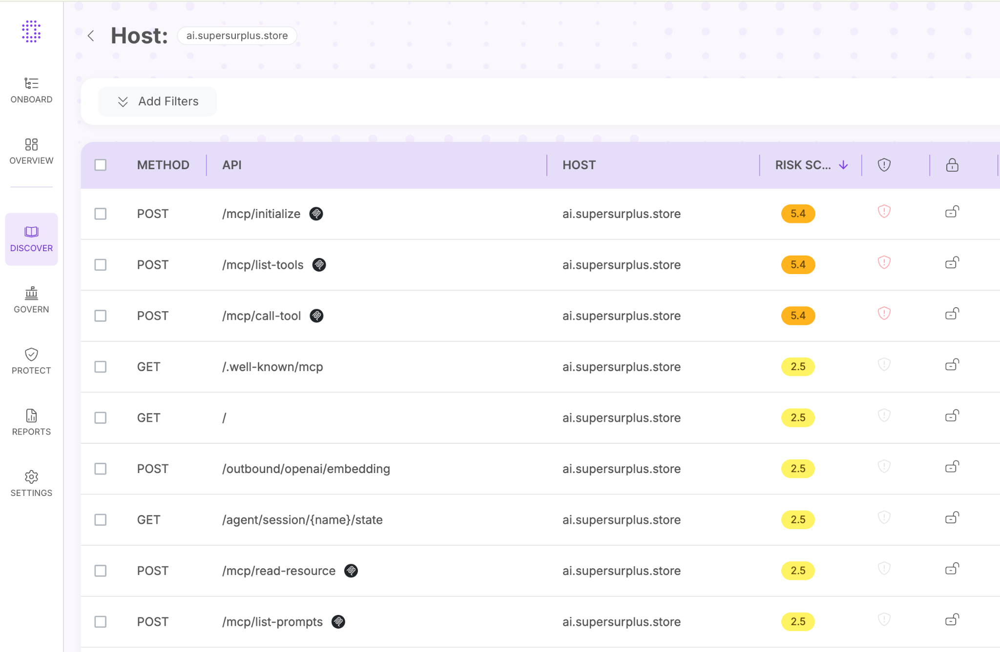 Host: ai.supersurplus.store
ONBOARD
OVERVIEW
DISCOVER
GOVERN
PROTECT
REPORTS
SETTINGS
Add Filters
METHOD API HOST RISK SC...
POST /mcp/initialize ai.supersurplus.store 5.4
POST /mcp/list-tools ai.supersurplus.store 5.4
POST /mcp/call-tool ai.supersurplus.store 5.4
GET /.well-known/mcp ai.supersurplus.store 2.5
GET / ai.supersurplus.store 2.5
POST /outbound/openai/embedding ai.supersurplus.store 2.5
GET /agent/session/{name}/state ai.supersurplus.store 2.5
POST /mcp/read-resource ai.supersurplus.store 2.5
POST /mcp/list-prompts ai.supersurplus.store 2.5